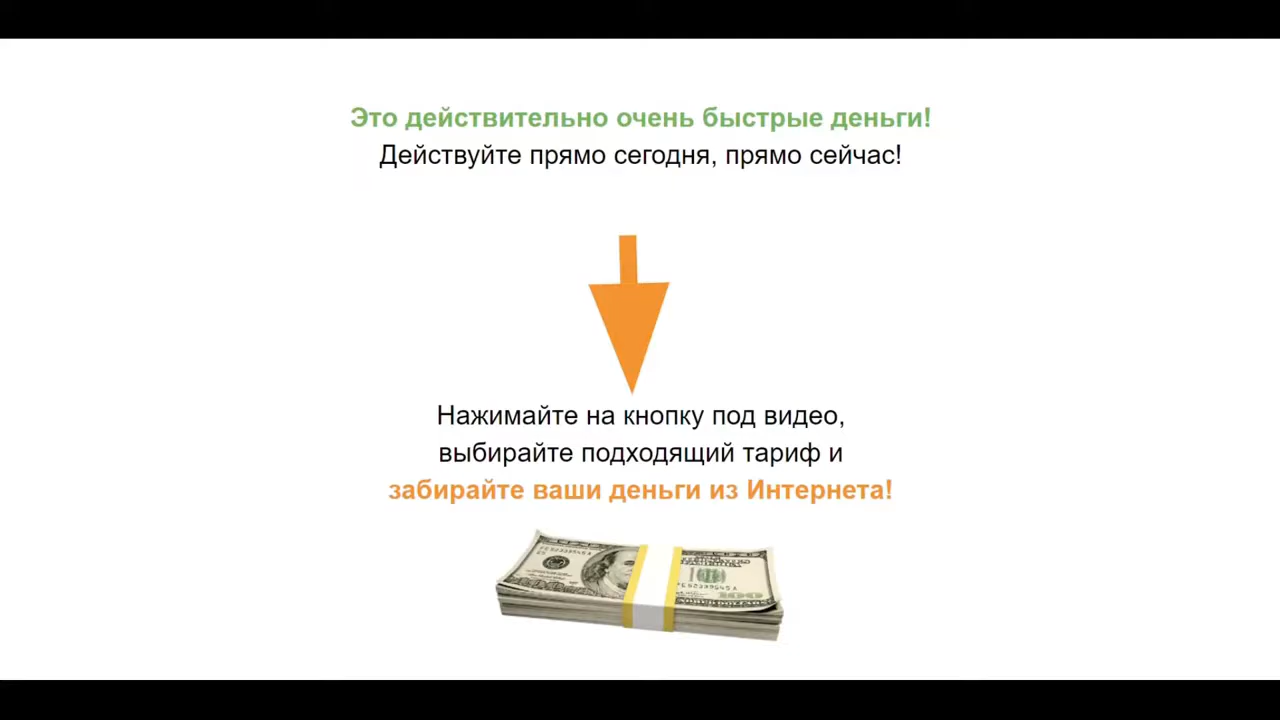 Это действительно очень быстрые деньги!
Действуйте прямо сегодня, прямо сейчас!
Нажимайте на кнопку под видео,
выбирайте подходящий тариф и
забирайте ваши деньги из Интернета!
100